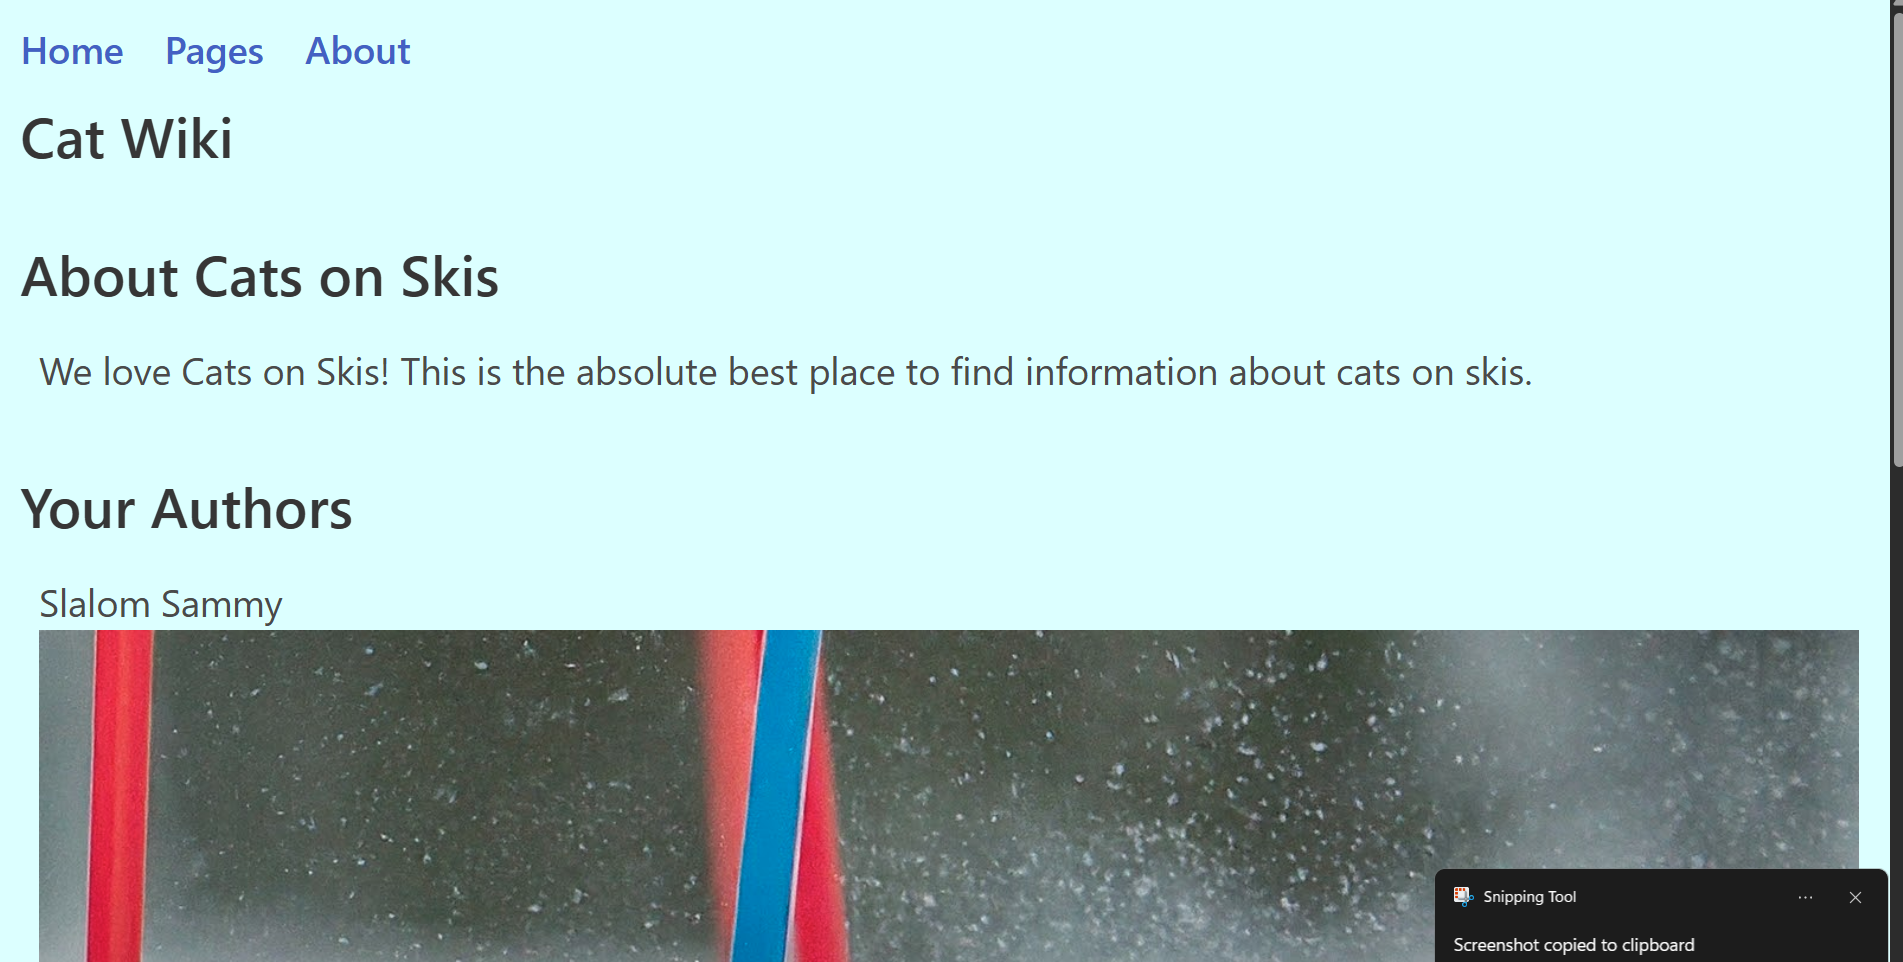 Home Pages About
Cat Wiki
About Cats on Skis
We love Cats on Skis! This is the absolute best place to find information about cats on skis.
Your Authors
Slalom Sammy
Snipping Tool
Screenshot copied to clipboard